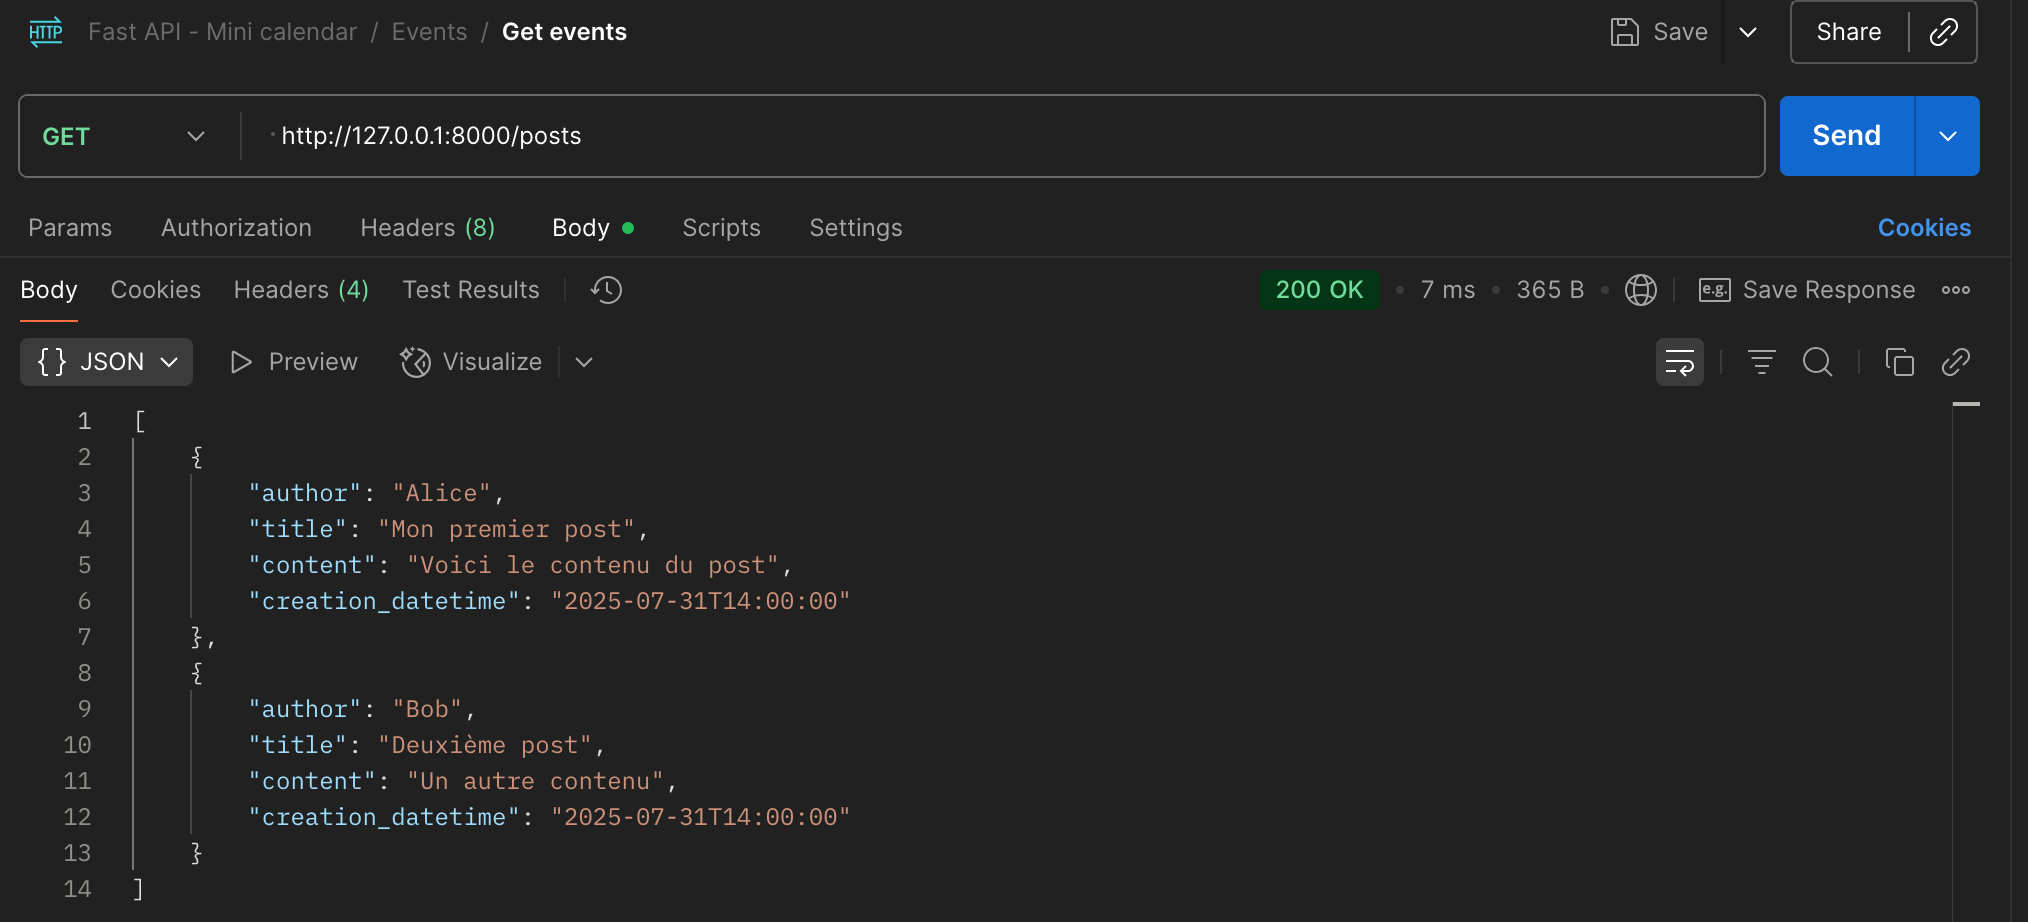 HTTP Fast API - Mini calendar / Events / Get events Save Share
GET http://127.0.0.1:8000/posts Send
Params Authorization Headers (8) Body Scripts Settings Cookies
Body Cookies Headers (4) Test Results 200 OK • 7 ms • 365 B • e.g. Save Response
{} JSON Preview Visualize
1 [
2 {
3 "author": "Alice",
4 "title": "Mon premier post",
5 "content": "Voici le contenu du post",
6 "creation_datetime": "2025-07-31T14:00:00"
7 },
8 {
9 "author": "Bob",
10 "title": "Deuxième post",
11 "content": "Un autre contenu",
12 "creation_datetime": "2025-07-31T14:00:00"
13 }
14 ]